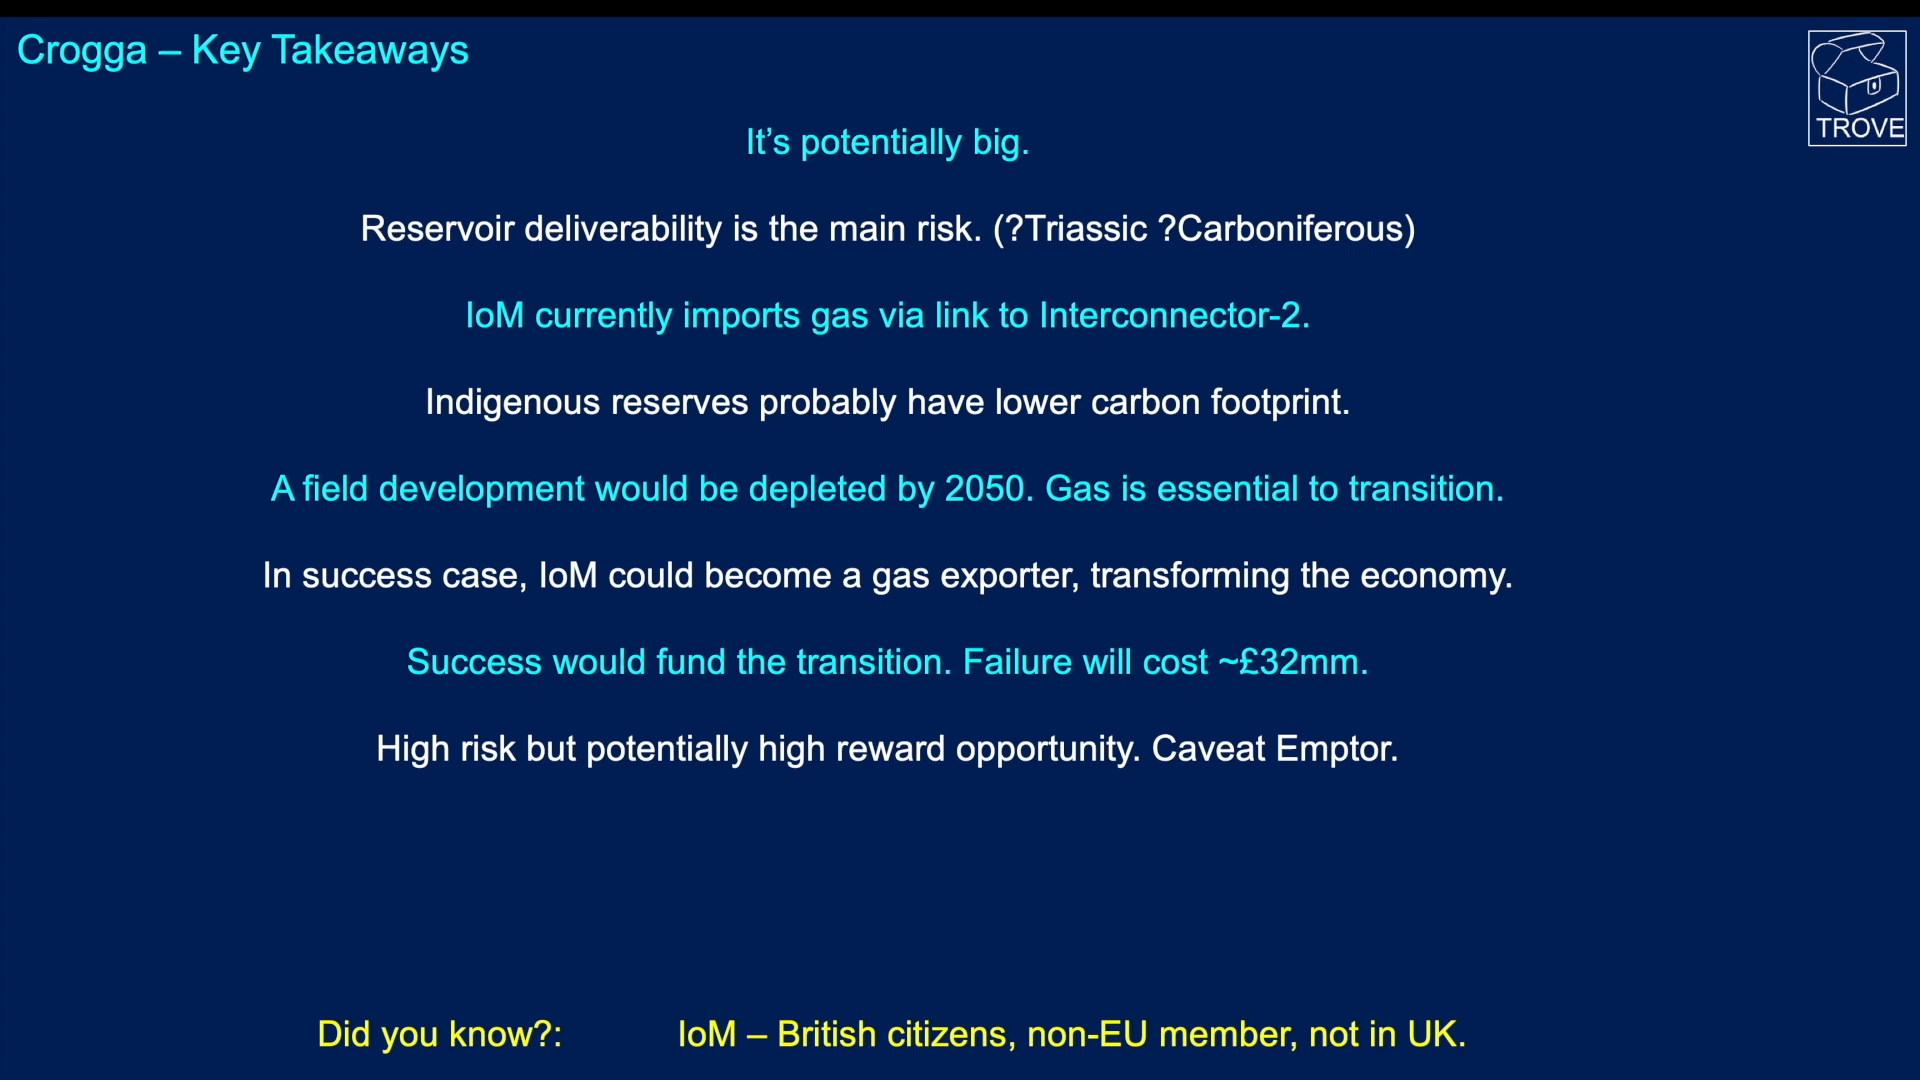 Crogga – Key Takeaways
TROVE
It’s potentially big.
Reservoir deliverability is the main risk. (?Triassic ?Carboniferous)
IoM currently imports gas via link to Interconnector-2.
Indigenous reserves probably have lower carbon footprint.
A field development would be depleted by 2050. Gas is essential to transition.
In success case, IoM could become a gas exporter, transforming the economy.
Success would fund the transition. Failure will cost ~£32mm.
High risk but potentially high reward opportunity. Caveat Emptor.
Did you know?: IoM – British citizens, non-EU member, not in UK.